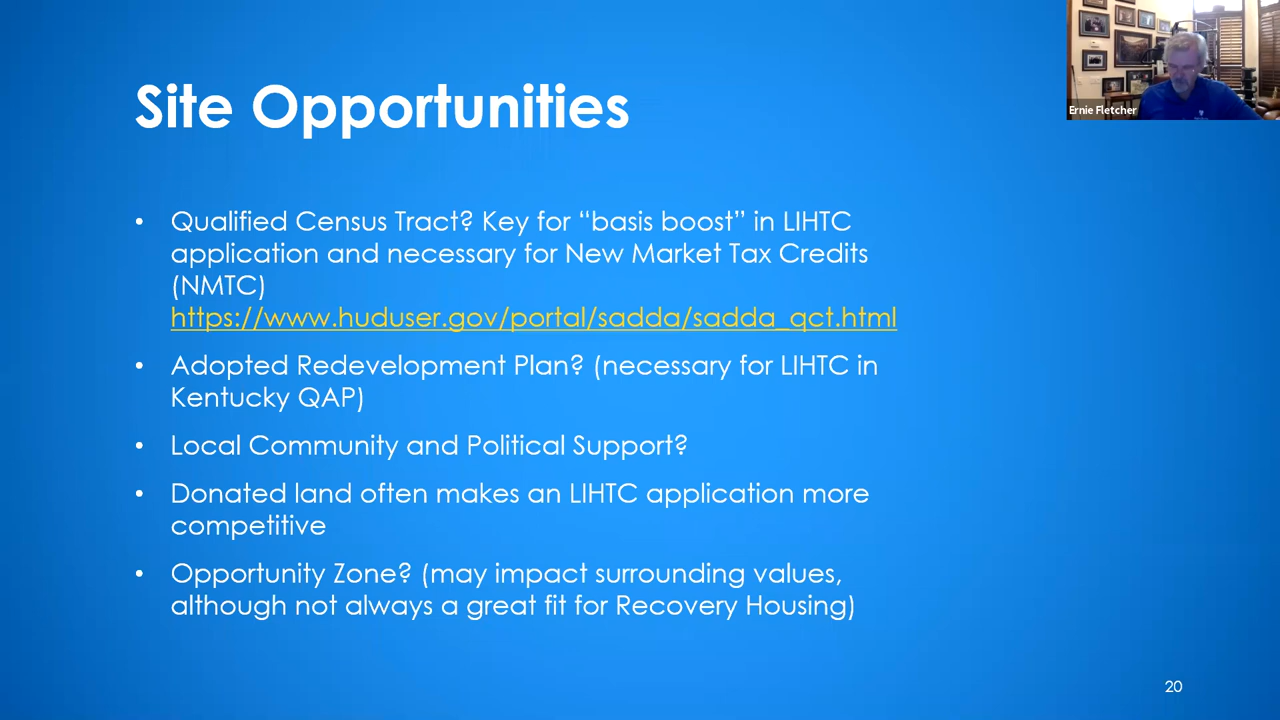 Site Opportunities
Ernie Fletcher
• Qualified Census Tract? Key for “basis boost” in LIHTC
application and necessary for New Market Tax Credits
(NMTC)
https://www.huduser.gov/portal/sadda/sadda_qct.html
• Adopted Redevelopment Plan? (necessary for LIHTC in
Kentucky QAP)
• Local Community and Political Support?
• Donated land often makes an LIHTC application more
competitive
• Opportunity Zone? (may impact surrounding values,
although not always a great fit for Recovery Housing)
20